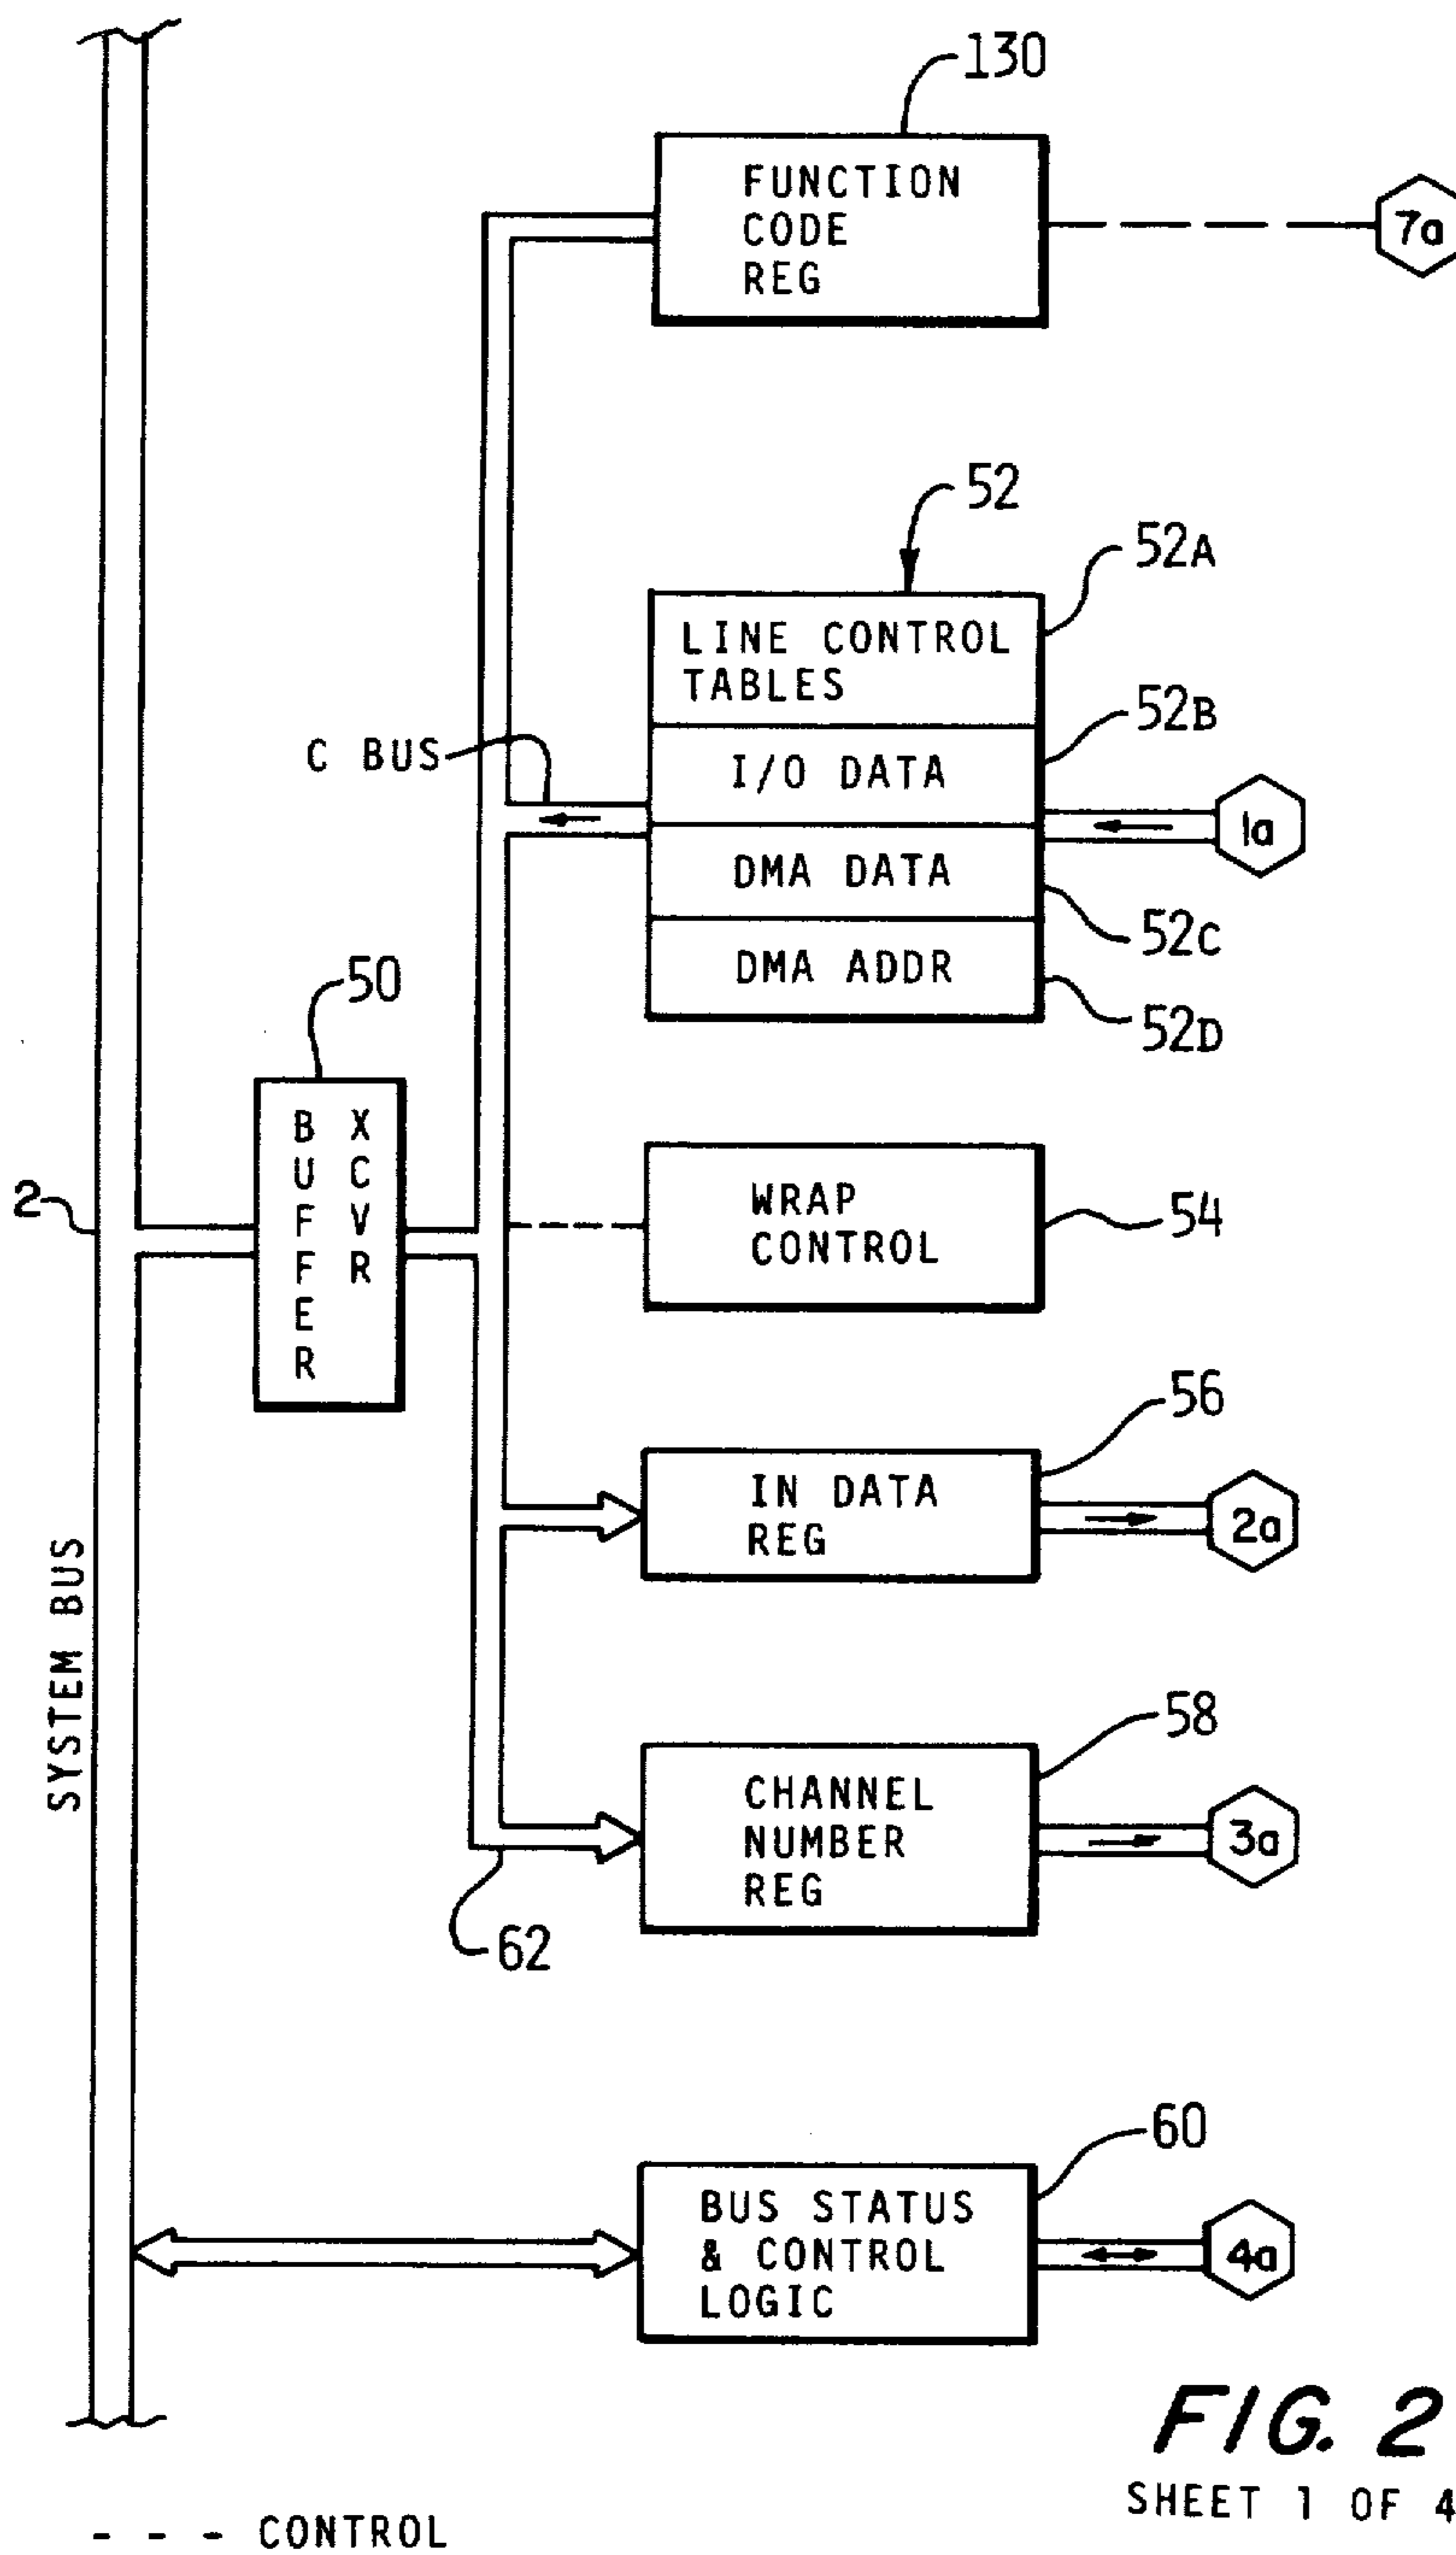 130
FUNCTION
CODE
REG
7a
52
52A
LINE CONTROL
TABLES
52B
C BUS
I/O DATA
1a
DMA DATA
52C
DMA ADDR
52D
50
BUFFER
XCVR
2
WRAP
CONTROL
54
56
IN DATA
REG
2a
SYSTEM BUS
58
CHANNEL
NUMBER
REG
3a
62
60
BUS STATUS
& CONTROL
LOGIC
4a
FIG. 2
SHEET 1 OF 4
- - - CONTROL